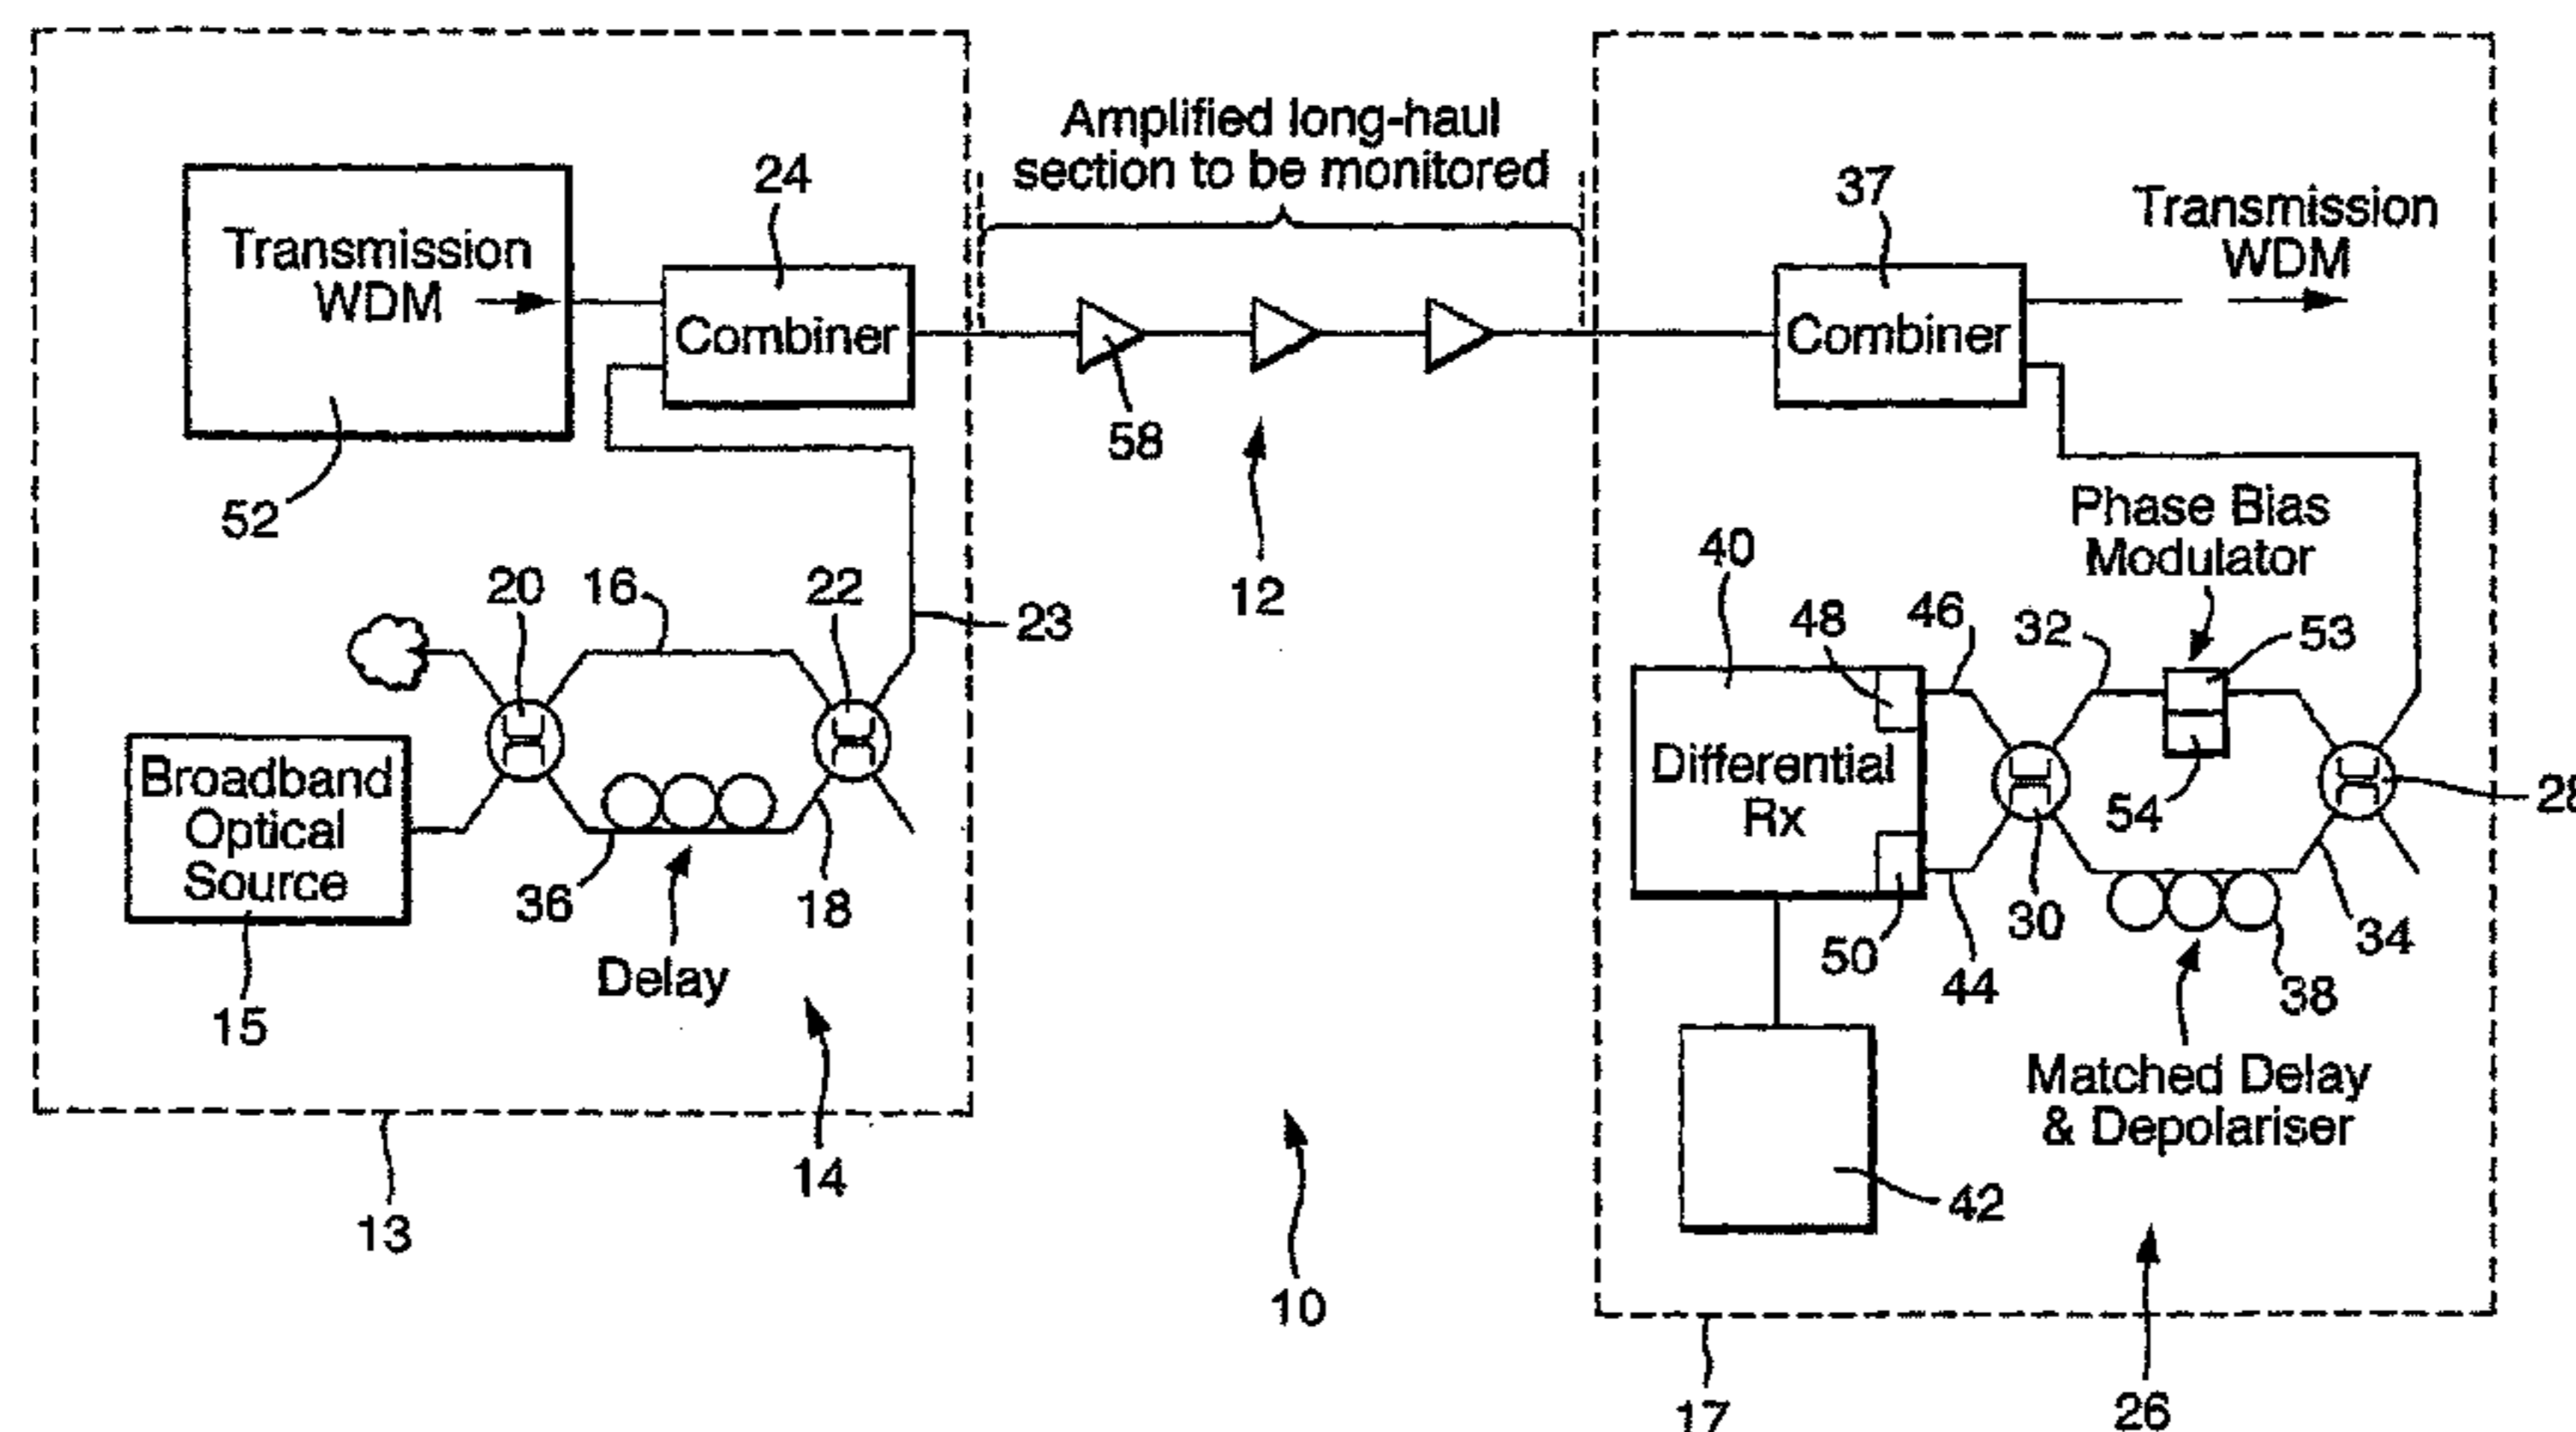 Amplified long-haul
section to be monitored
24
Transmission
WDM
Combiner
58
52
12
37
Transmission
WDM
Combiner
20
16
22
23
Broadband
Optical
Source
15
36
18
Delay
14
13
10
Phase Bias
Modulator
40
48
46
32
53
54
28
Differential
Rx
50
44
30
34
38
42
Matched Delay
& Depolariser
17
26